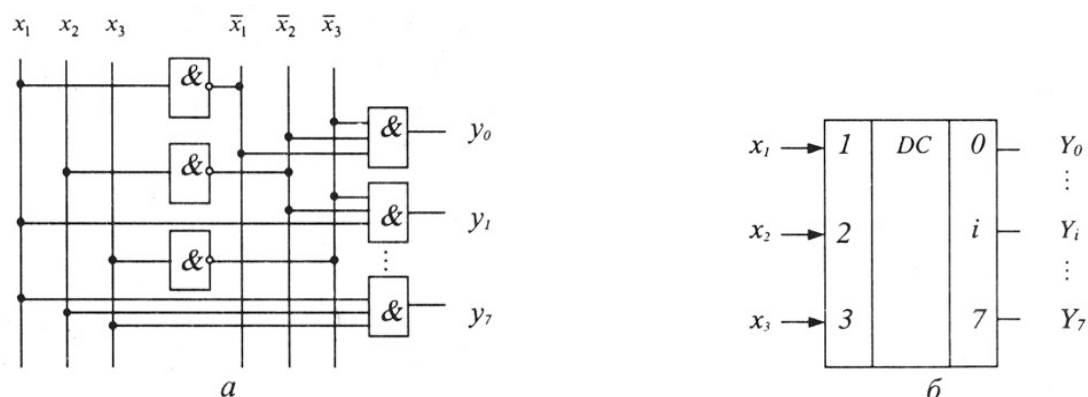 x₁ x₂ x₃ x̄₁ x̄₂ x̄₃
&
& y₀
&
& y₁
&
⋮
& y₇
а
x₁ 1 DC 0 Y₀
⋮
x₂ 2 i Yᵢ
⋮
x₃ 3 7 Y₇
б